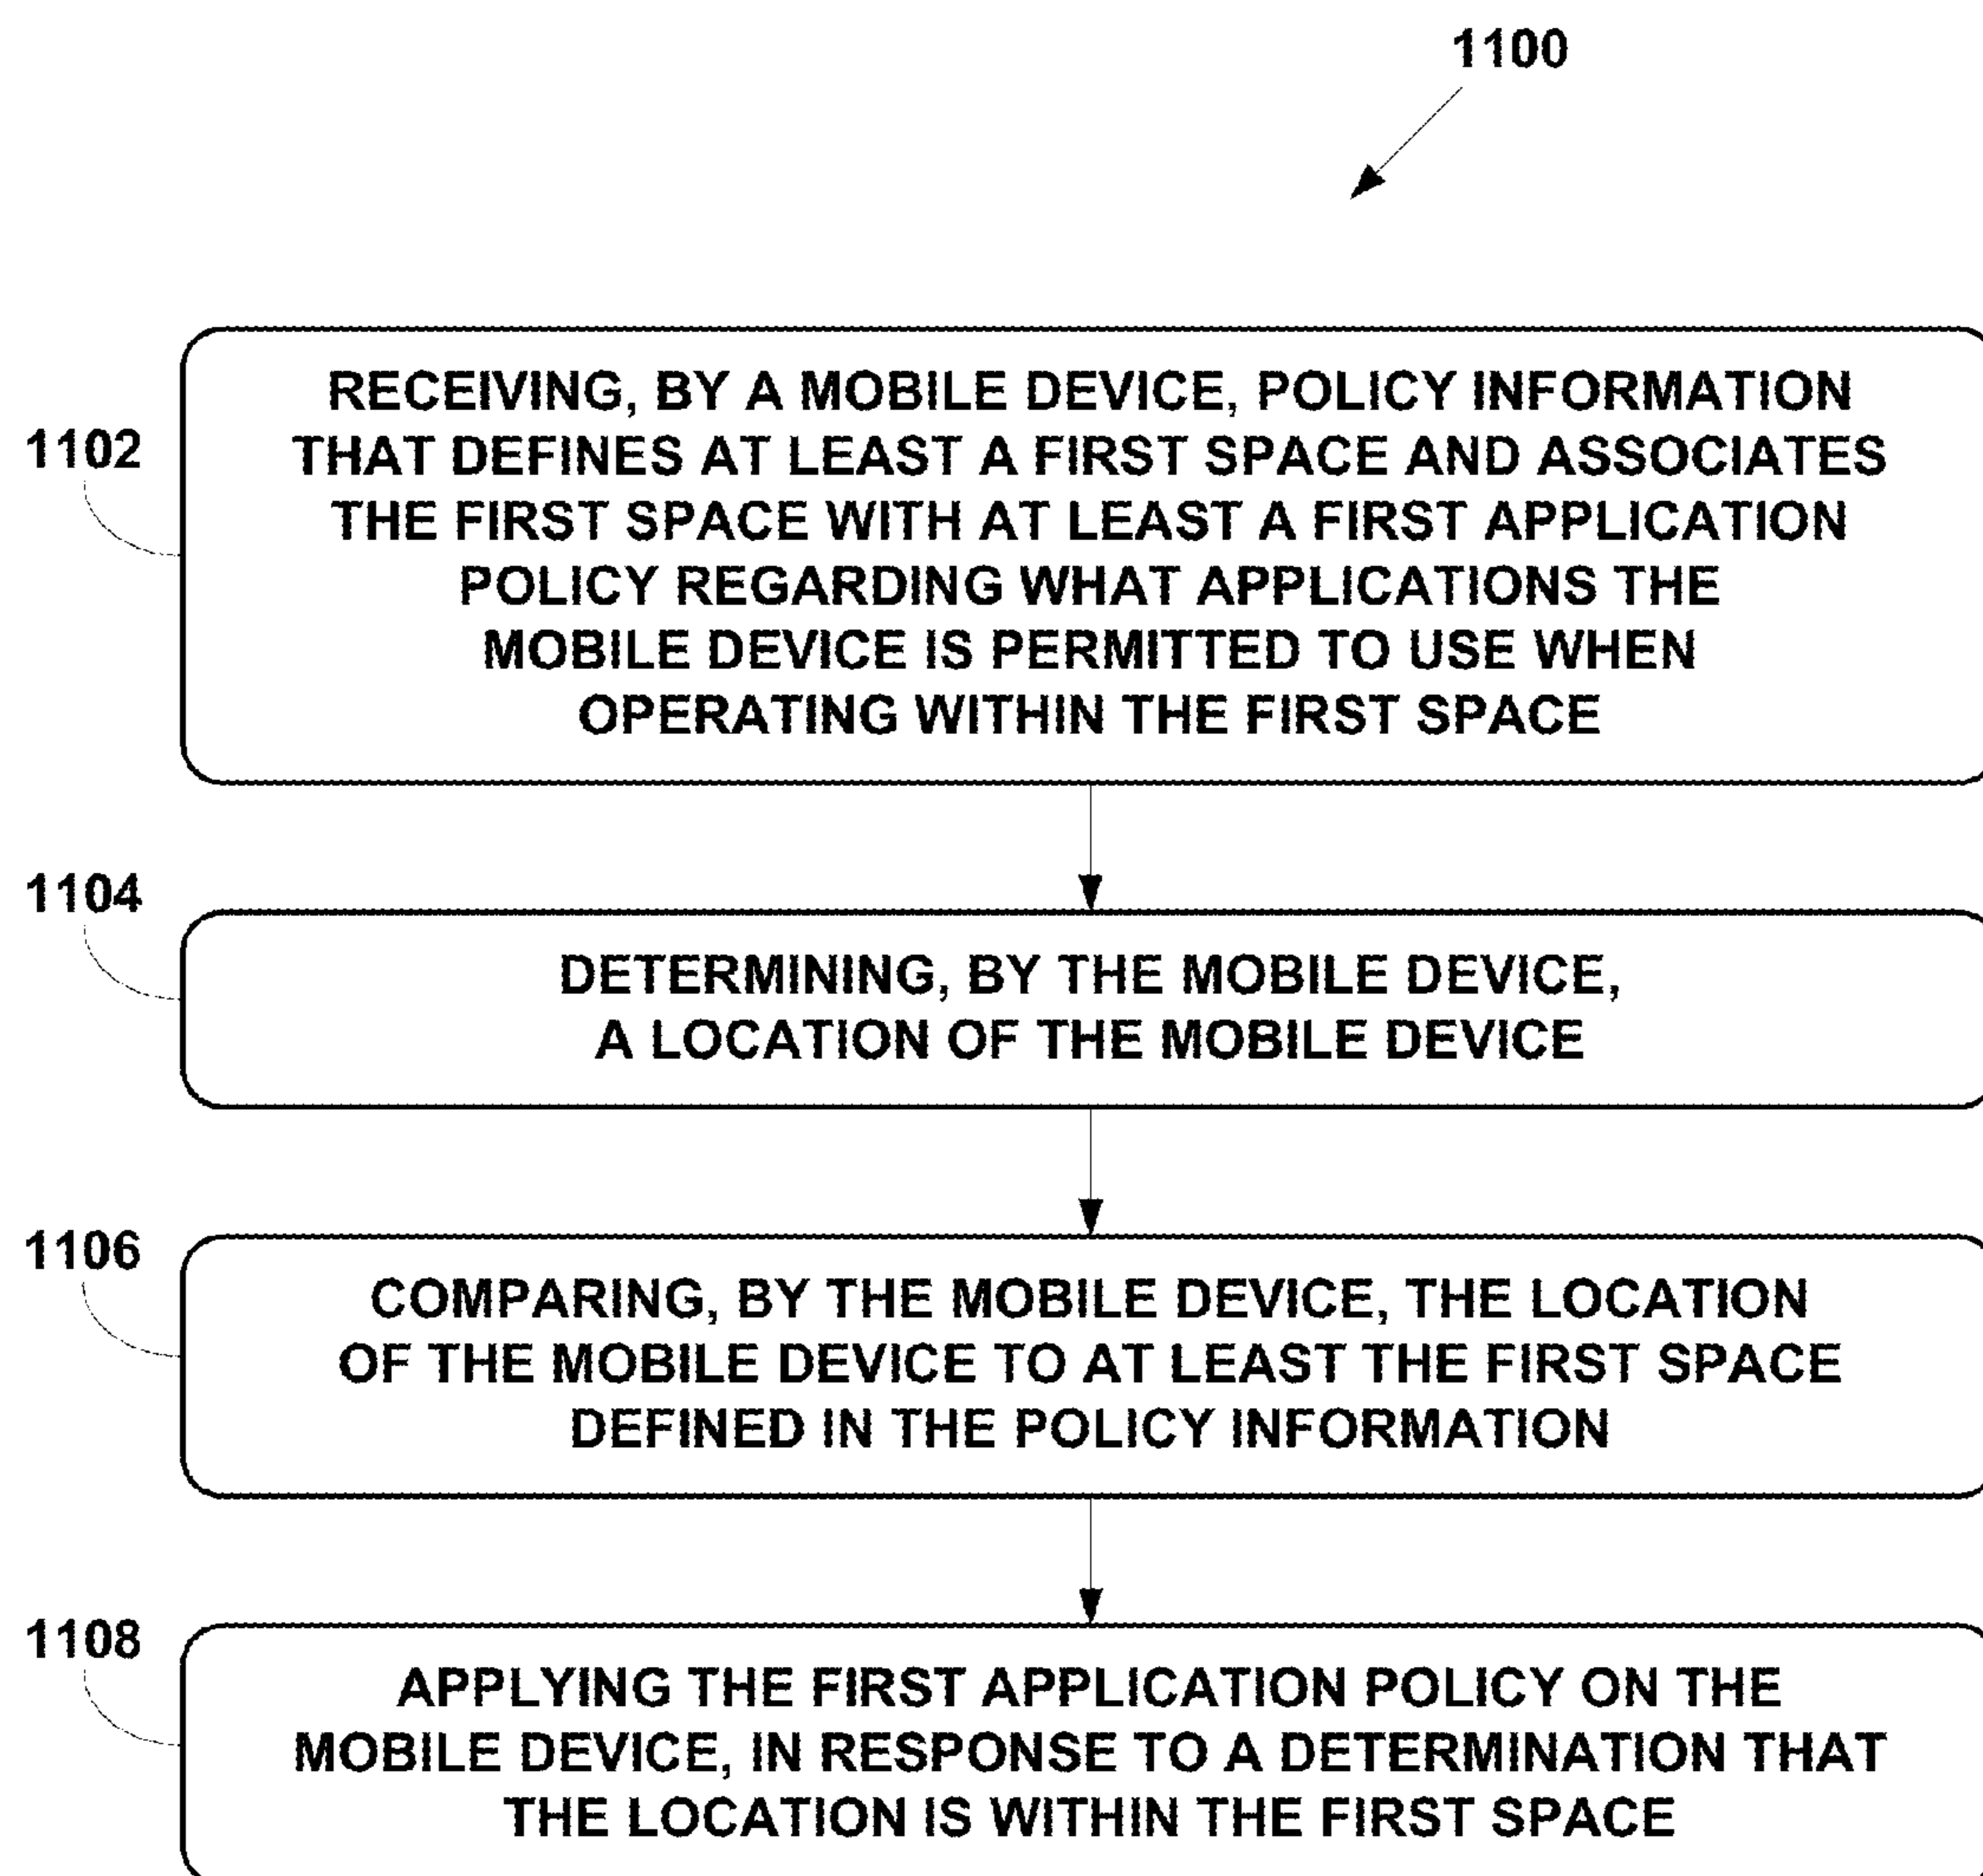 1100
1102
RECEIVING, BY A MOBILE DEVICE, POLICY INFORMATION
THAT DEFINES AT LEAST A FIRST SPACE AND ASSOCIATES
THE FIRST SPACE WITH AT LEAST A FIRST APPLICATION
POLICY REGARDING WHAT APPLICATIONS THE
MOBILE DEVICE IS PERMITTED TO USE WHEN
OPERATING WITHIN THE FIRST SPACE
1104
DETERMINING, BY THE MOBILE DEVICE,
A LOCATION OF THE MOBILE DEVICE
1106
COMPARING, BY THE MOBILE DEVICE, THE LOCATION
OF THE MOBILE DEVICE TO AT LEAST THE FIRST SPACE
DEFINED IN THE POLICY INFORMATION
1108
APPLYING THE FIRST APPLICATION POLICY ON THE
MOBILE DEVICE, IN RESPONSE TO A DETERMINATION THAT
THE LOCATION IS WITHIN THE FIRST SPACE